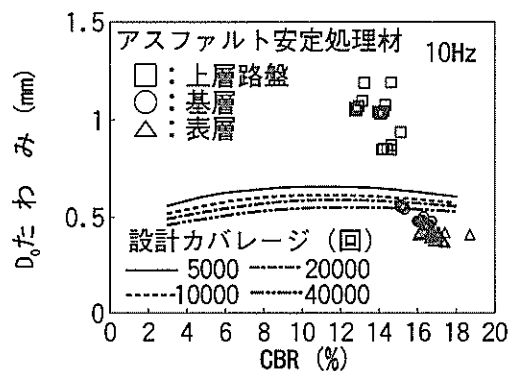 1.5
アスファルト安定処理材
10Hz
□：上層路盤
○：基層
△：表層
1
0.5
0
D₀たわみ (mm)
設計カバレージ (回)
5000
20000
10000
40000
0 2 4 6 8 10 12 14 16 18 20
CBR (%)